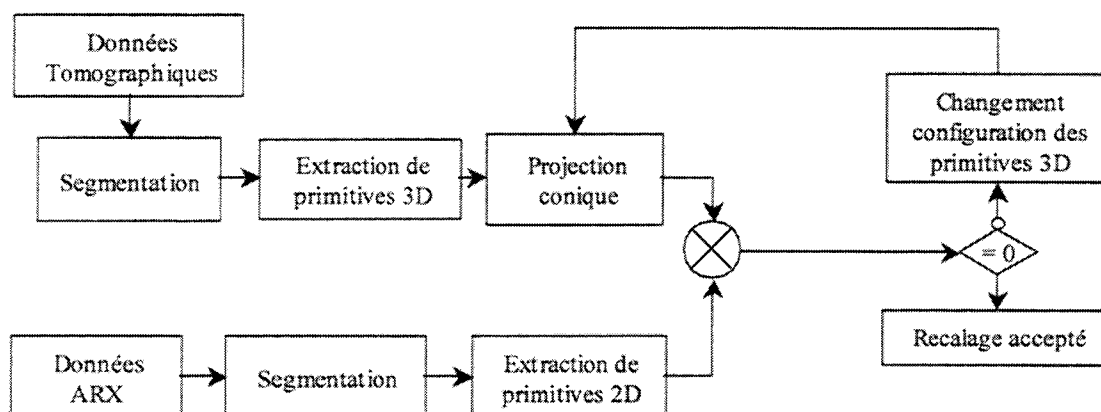 Données
Tomographiques
Segmentation
Extraction de
primitives 3D
Projection
conique
Changement
configuration des
primitives 3D
= 0
Recalage accepté
Données
ARX
Segmentation
Extraction de
primitives 2D